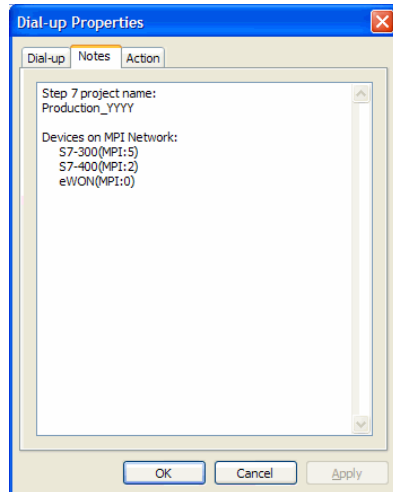 Dial-up Properties
Dial-up Notes Action
Step 7 project name:
Production_YYYY
Devices on MPI Network:
S7-300(MPI:5)
S7-400(MPI:2)
eWON(MPI:0)
OK Cancel Apply